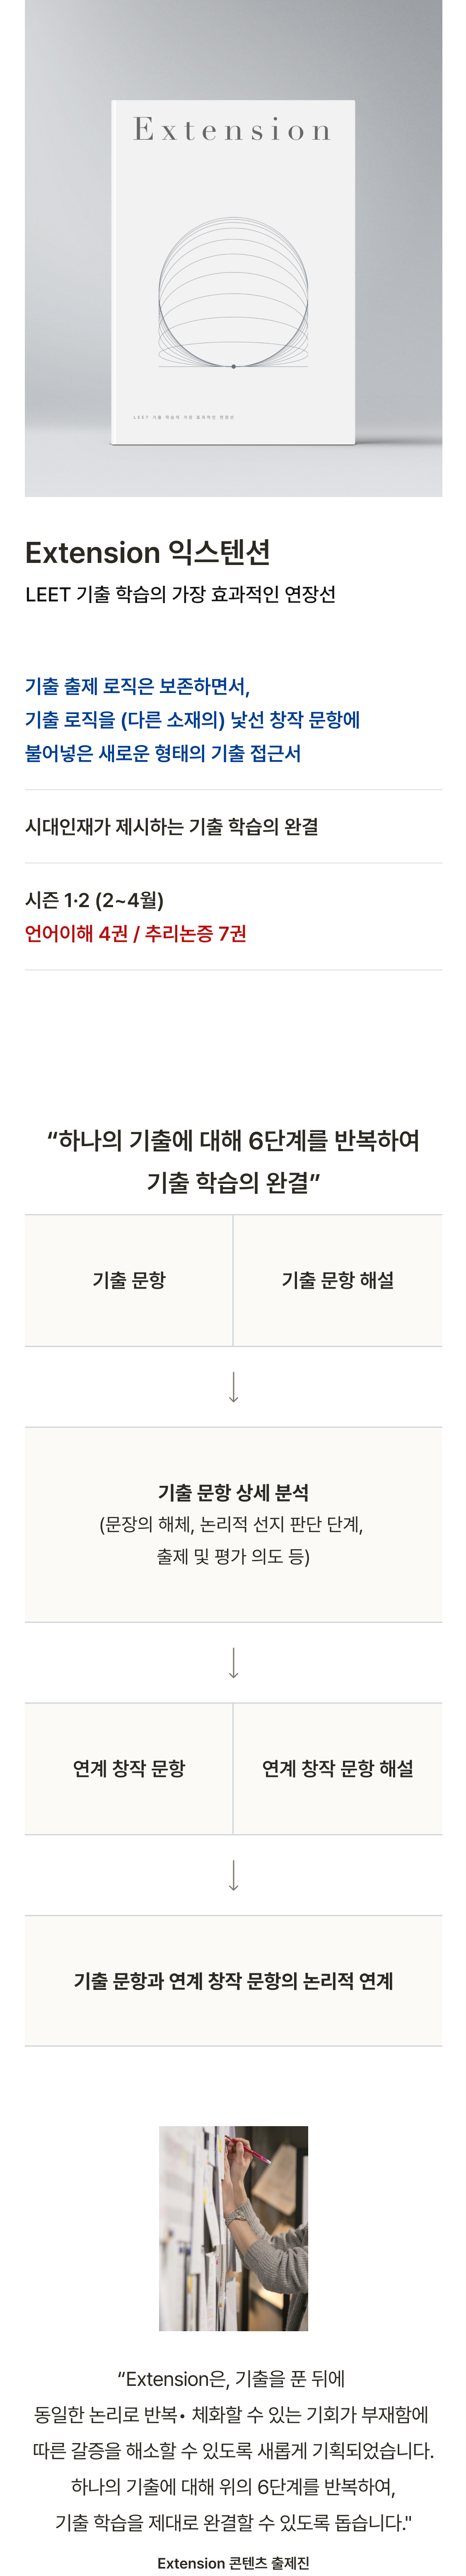 Extension
LEET 기출 학습의 가장 효과적인 연장선
Extension 익스텐션
LEET 기출 학습의 가장 효과적인 연장선
기출 출제 로직은 보존하면서,
기출 로직을 (다른 소재의) 낯선 창작 문항에
불어넣은 새로운 형태의 기출 접근서
시대인재가 제시하는 기출 학습의 완결
시즌 1·2 (2~4월)
언어이해 4권 / 추리논증 7권
“하나의 기출에 대해 6단계를 반복하여
기출 학습의 완결”
기출 문항
기출 문항 해설
기출 문항 상세 분석
(문장의 해체, 논리적 선지 판단 단계,
출제 및 평가 의도 등)
연계 창작 문항
연계 창작 문항 해설
기출 문항과 연계 창작 문항의 논리적 연계
“Extension은, 기출을 푼 뒤에
동일한 논리로 반복• 체화할 수 있는 기회가 부재함에
따른 갈증을 해소할 수 있도록 새롭게 기획되었습니다.
하나의 기출에 대해 위의 6단계를 반복하여,
기출 학습을 제대로 완결할 수 있도록 돕습니다."
Extension 콘텐츠 출제진